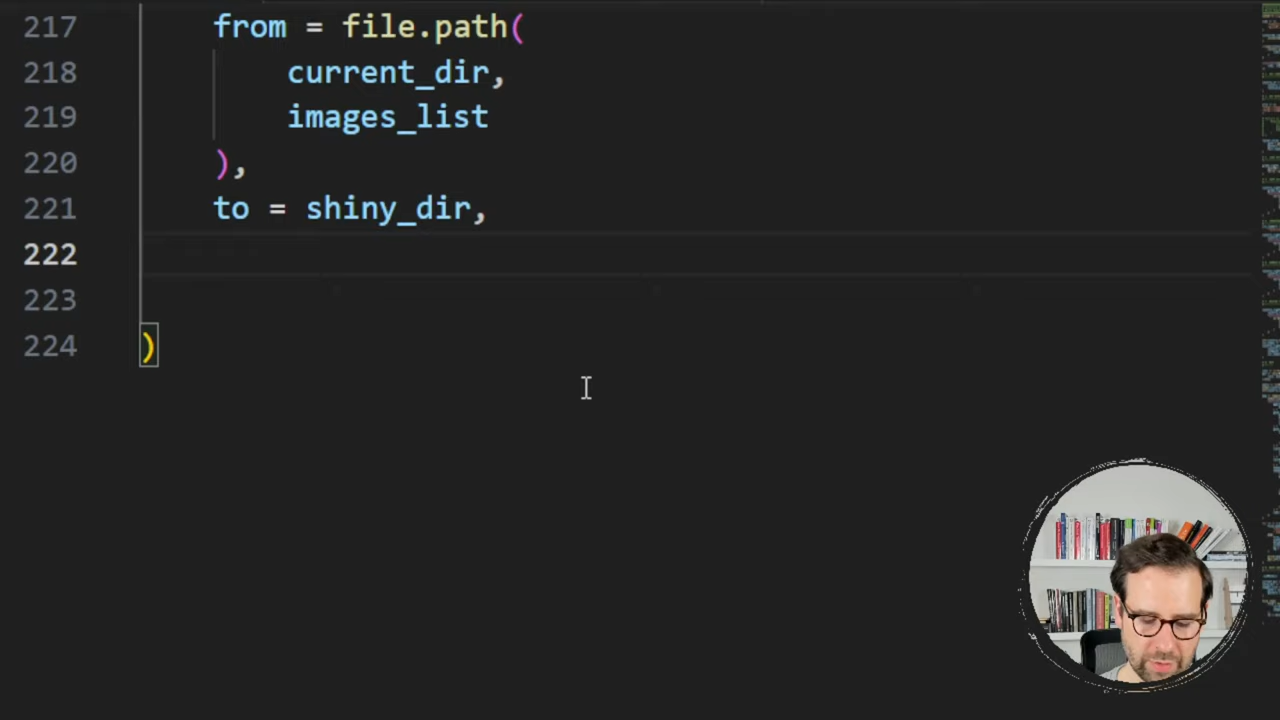 217 from = file.path(
218 current_dir,
219 images_list
220 ),
221 to = shiny_dir,
222
223
224 )